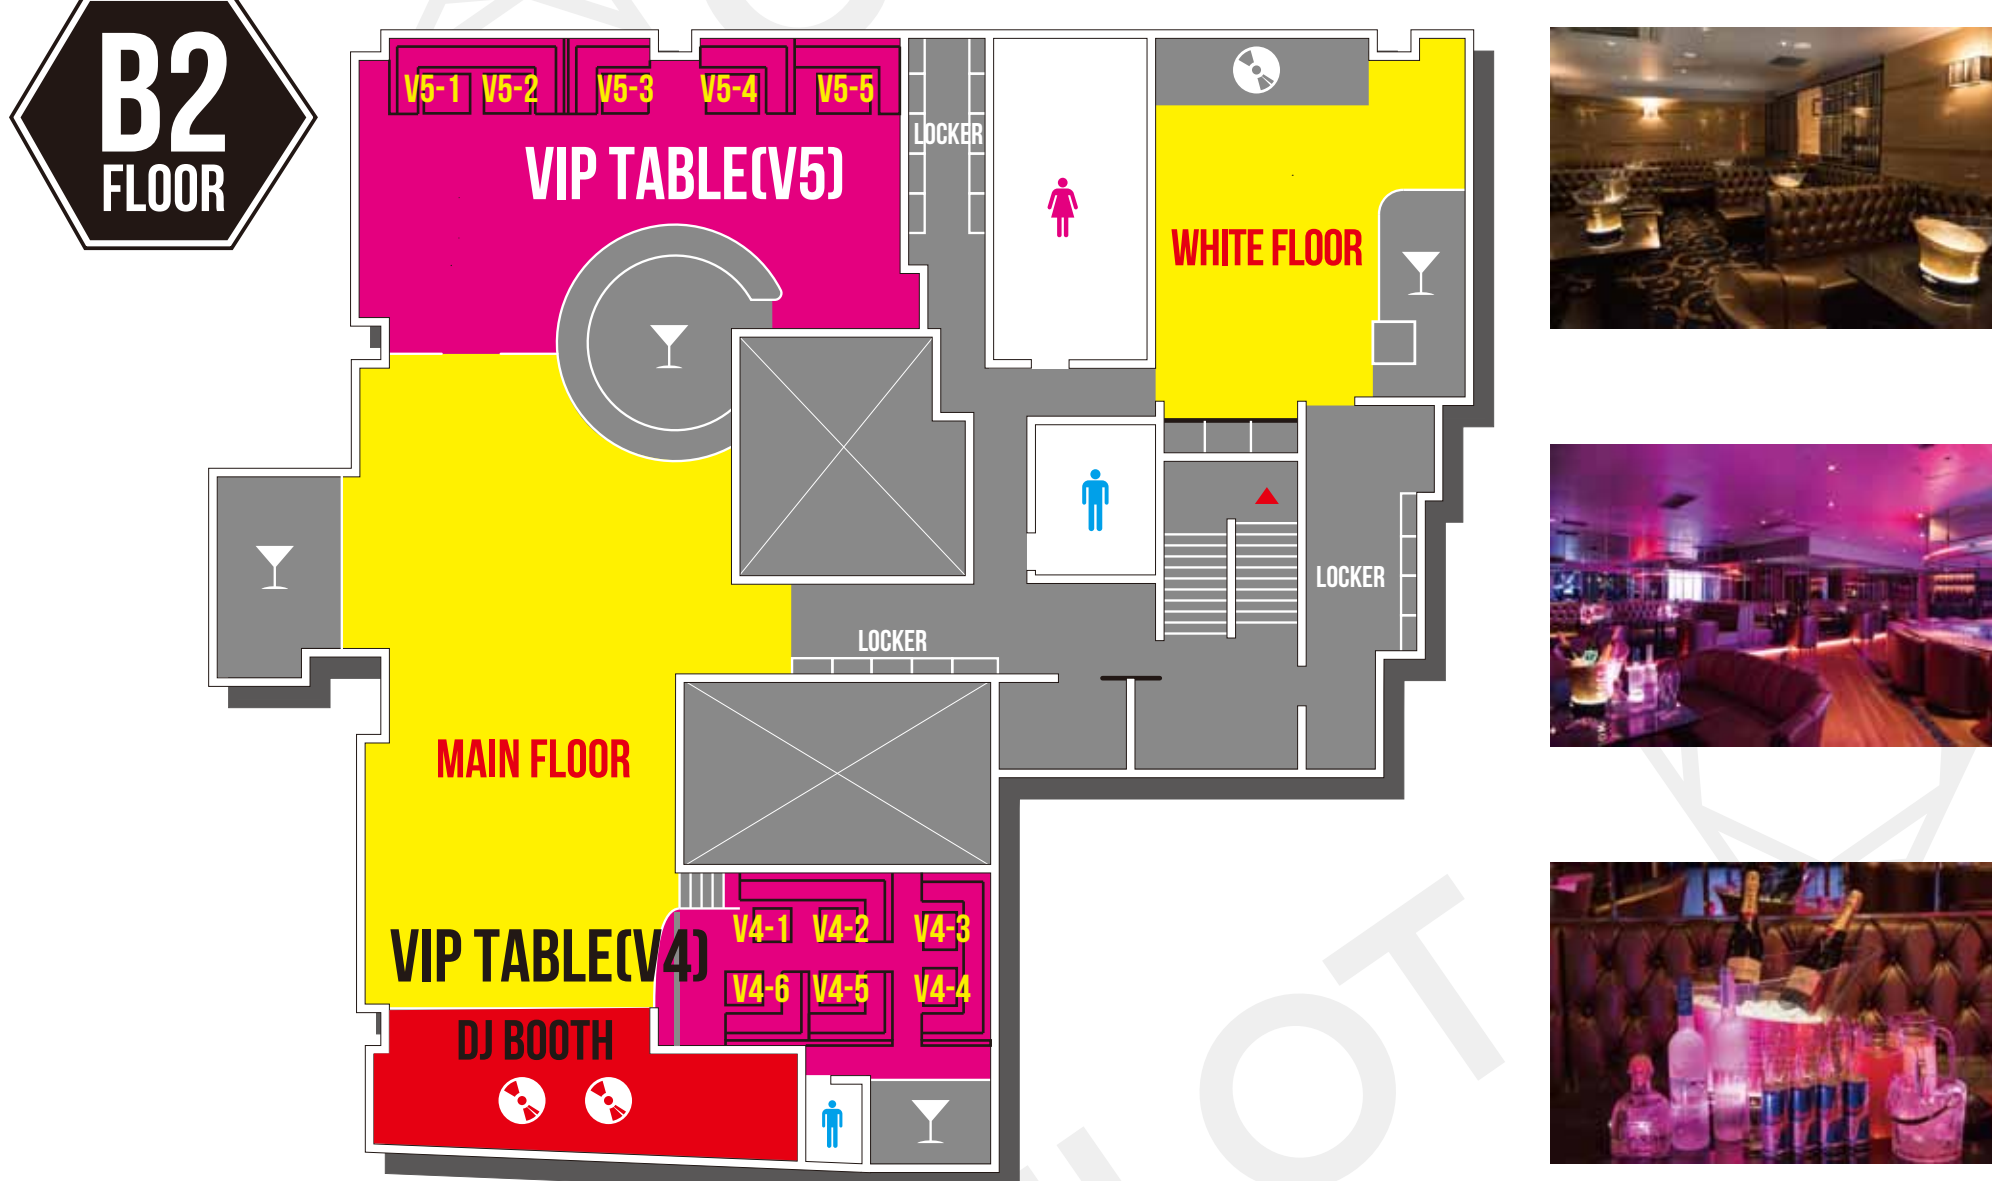 B2
FLOOR
V5-1 V5-2 V5-3 V5-4 V5-5
VIP TABLE(V5)
LOCKER
WHITE FLOOR
LOCKER
LOCKER
MAIN FLOOR
VIP TABLE(V4)
V4-1 V4-2 V4-3
V4-6 V4-5 V4-4
DJ BOOTH